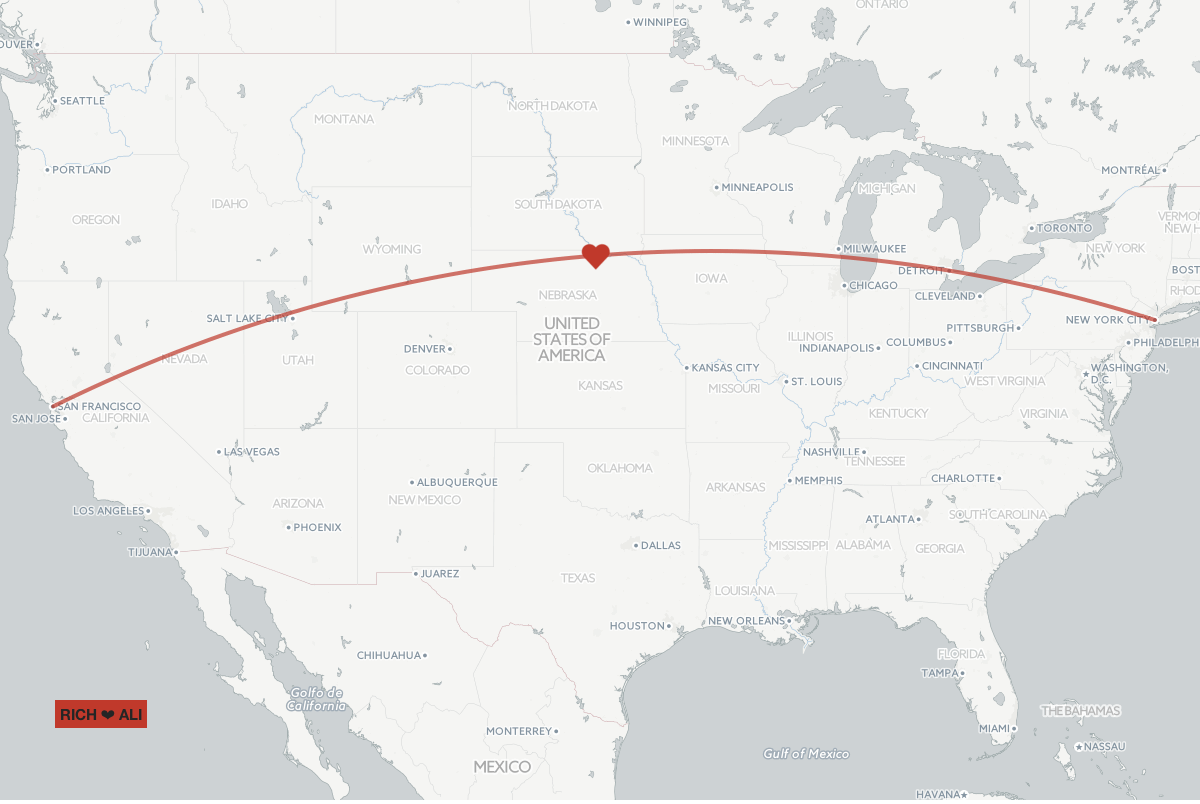 ONTARIO
WINNIPEG
OUVER
SEATTLE
NORTH DAKOTA
MONTANA
MINNESOTA
PORTLAND
MONTRÉAL
MINNEAPOLIS
MICHIGAN
IDAHO
SOUTH DAKOTA
OREGON
VERMON
NEW H
TORONTO
WYOMING
MILWAUKEE
NEW YORK
DETROIT
BOST
IOWA
CHICAGO
RHOD
NEBRASKA
CLEVELAND
SALT LAKE CITY
NEW YORK CITY
UNITED
STATES OF
AMERICA
PITTSBURGH
ILLINOIS
COLUMBUS
PHILADELPH
DENVER
INDIANAPOLIS
NEVADA
UTAH
COLORADO
KANSAS CITY
CINCINNATI
WASHINGTON,
D.C.
KANSAS
MISSOURI
ST. LOUIS
WEST VIRGINIA
SAN FRANCISCO
SAN JOSE
CALIFORNIA
KENTUCKY
VIRGINIA
LAS VEGAS
NASHVILLE
TENNESSEE
OKLAHOMA
ALBUQUERQUE
MEMPHIS
CHARLOTTE
ARKANSAS
NEW MEXICO
ARIZONA
LOS ANGELES
SOUTH CAROLINA
ATLANTA
PHOENIX
DALLAS
MISSISSIPPI
ALABAMA
GEORGIA
TIJUANA
JUAREZ
TEXAS
LOUISIANA
HOUSTON
NEW ORLEANS
CHIHUAHUA
FLORIDA
TAMPA
Golfo de
California
THE BAHAMAS
RICH ❤ ALI
MONTERREY
MIAMI
NASSAU
Gulf of Mexico
MEXICO
HAVANA